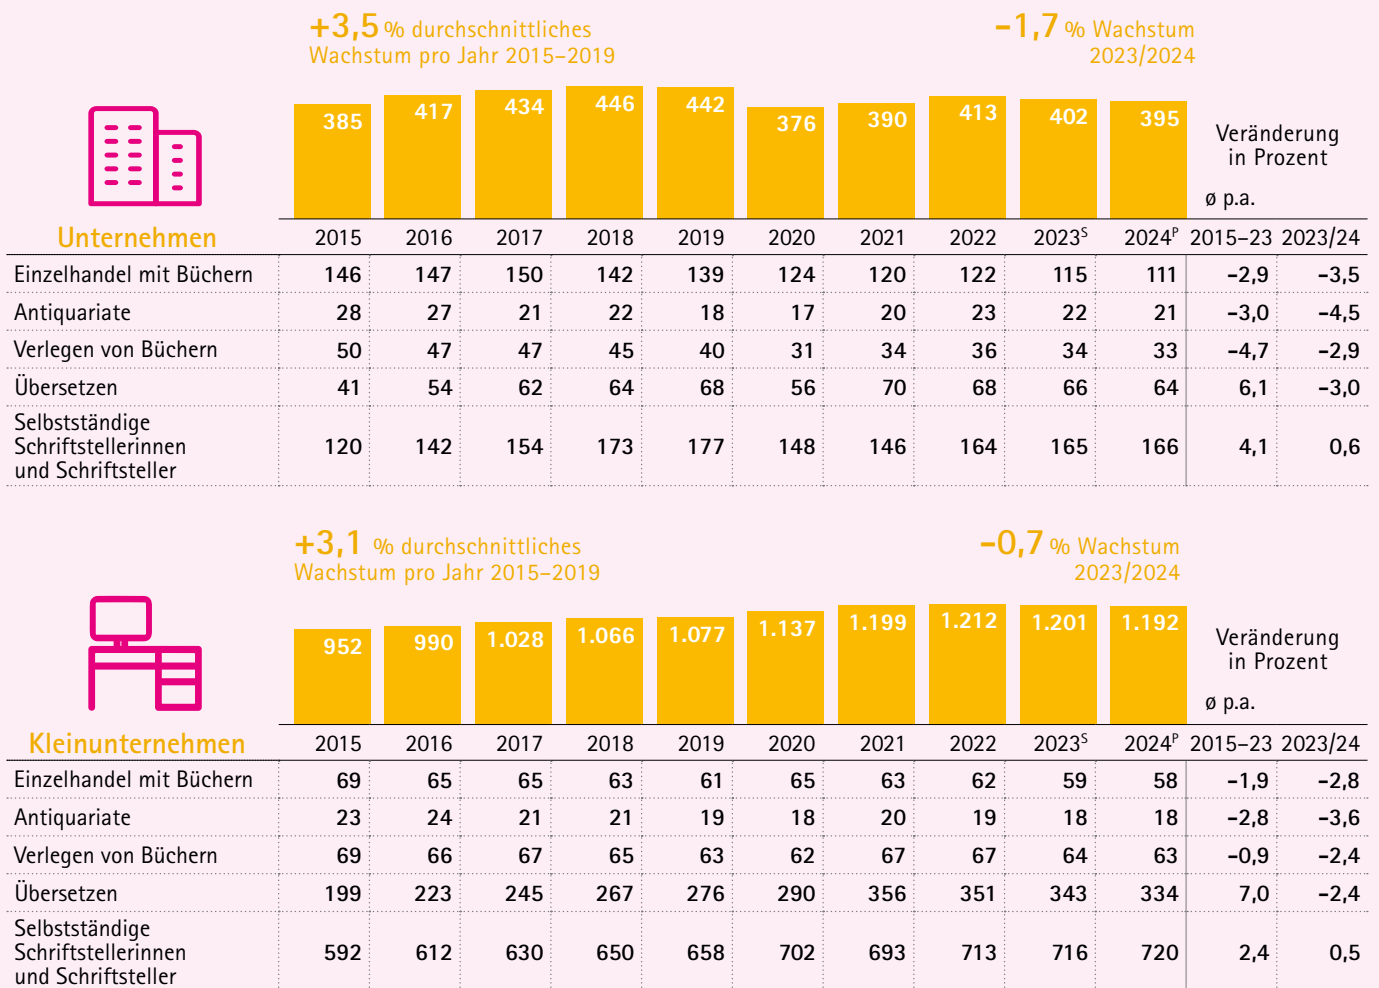 +3,5 % durchschnittliches
Wachstum pro Jahr 2015–2019
−1,7 % Wachstum
2023/2024
385 417 434 446 442 376 390 413 402 395
Veränderung
in Prozent
ø p.a.
Unternehmen 2015 2016 2017 2018 2019 2020 2021 2022 2023S 2024P 2015–23 2023/24
Einzelhandel mit Büchern 146 147 150 142 139 124 120 122 115 111 −2,9 −3,5
Antiquariate 28 27 21 22 18 17 20 23 22 21 −3,0 −4,5
Verlegen von Büchern 50 47 47 45 40 31 34 36 34 33 −4,7 −2,9
Übersetzen 41 54 62 64 68 56 70 68 66 64 6,1 −3,0
Selbstständige
Schriftstellerinnen 120 142 154 173 177 148 146 164 165 166 4,1 0,6
und Schriftsteller
+3,1 % durchschnittliches
Wachstum pro Jahr 2015–2019
−0,7 % Wachstum
2023/2024
952 990 1.028 1.066 1.077 1.137 1.199 1.212 1.201 1.192
Veränderung
in Prozent
ø p.a.
Kleinunternehmen 2015 2016 2017 2018 2019 2020 2021 2022 2023S 2024P 2015–23 2023/24
Einzelhandel mit Büchern 69 65 65 63 61 65 63 62 59 58 −1,9 −2,8
Antiquariate 23 24 21 21 19 18 20 19 18 18 −2,8 −3,6
Verlegen von Büchern 69 66 67 65 63 62 67 67 64 63 −0,9 −2,4
Übersetzen 199 223 245 267 276 290 356 351 343 334 7,0 −2,4
Selbstständige
Schriftstellerinnen 592 612 630 650 658 702 693 713 716 720 2,4 0,5
und Schriftsteller